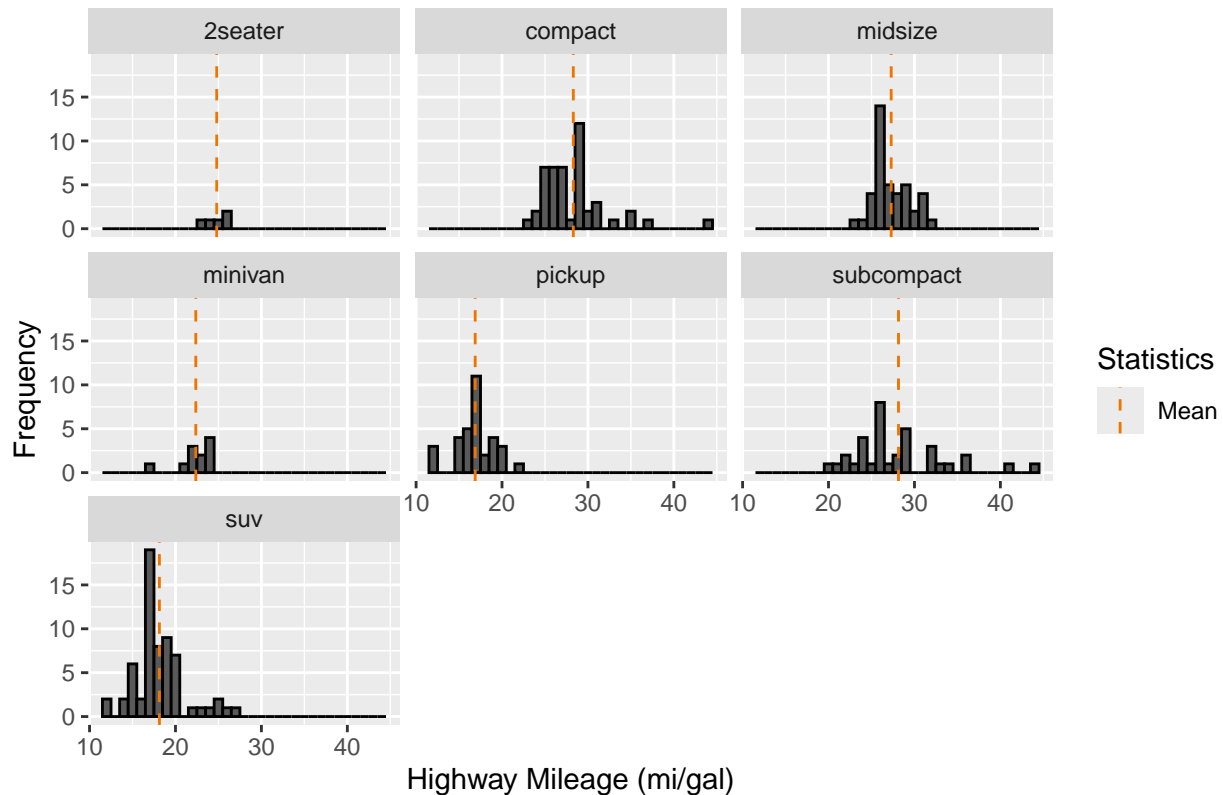 2seater compact midsize
15
10
5
0
minivan pickup subcompact
15
10
5
0
10 20 30 40 10 20 30 40
suv
15
10
5
0
10 20 30 40
Frequency
Highway Mileage (mi/gal)
Statistics
Mean